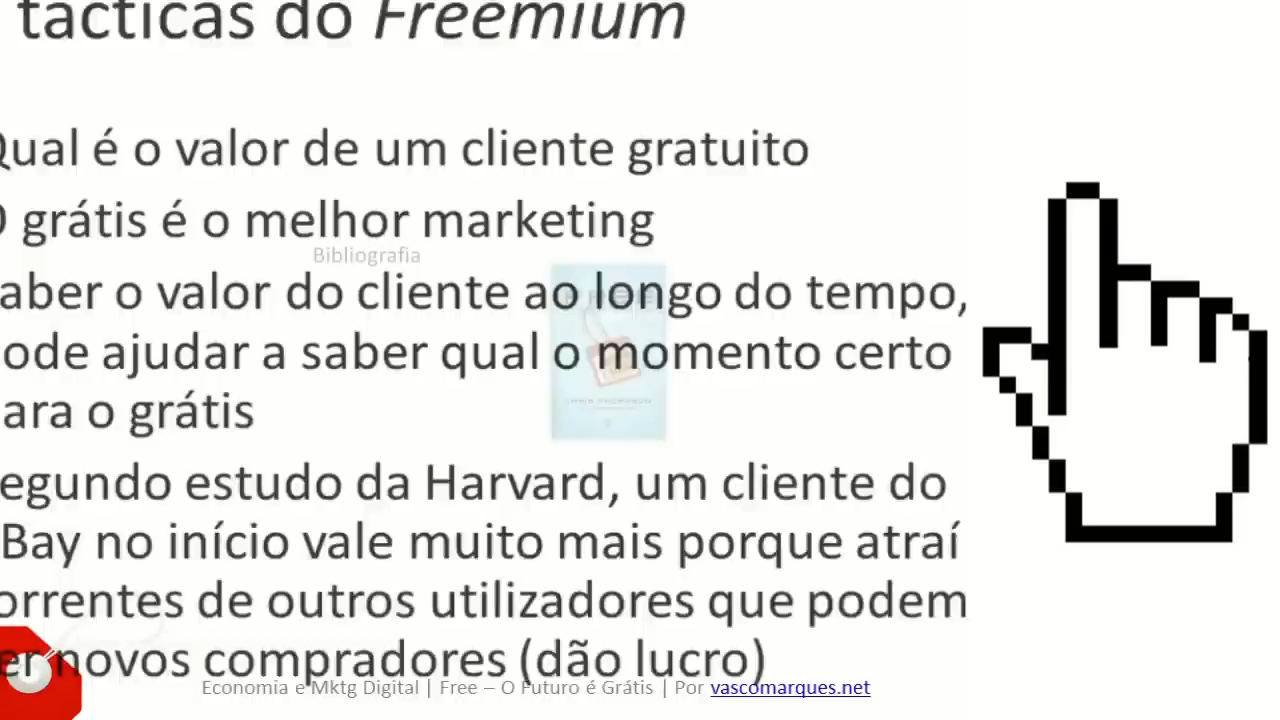 tácticas do Freemium
Qual é o valor de um cliente gratuito
O grátis é o melhor marketing
Bibliografia
aber o valor do cliente ao longo do tempo,
ode ajudar a saber qual o momento certo
ara o grátis
egundo estudo da Harvard, um cliente do
Bay no início vale muito mais porque atraí
orrentes de outros utilizadores que podem
er novos compradores (dão lucro)
Economia e Mktg Digital | Free – O Futuro é Grátis | Por vascomarques.net